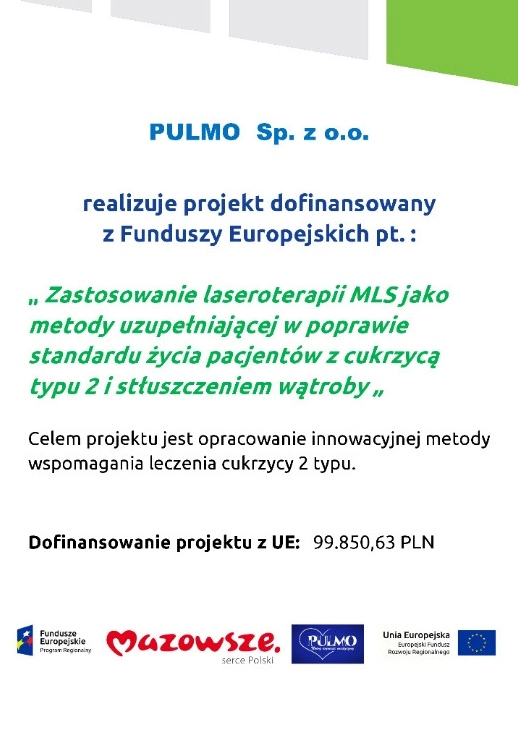 PULMO Sp. z o.o.
realizuje projekt dofinansowany
z Funduszy Europejskich pt. :
„ Zastosowanie laseroterapii MLS jako
metody uzupełniającej w poprawie
standardu życia pacjentów z cukrzycą
typu 2 i stłuszczeniem wątroby „
Celem projektu jest opracowanie innowacyjnej metody
wspomagania leczenia cukrzycy 2 typu.
Dofinansowanie projektu z UE: 99.850,63 PLN
Fundusze
Europejskie
Program Regionalny
Mazowsze.
serce Polski
PULMO
Unia Europejska
Europejski Fundusz
Rozwoju Regionalnego